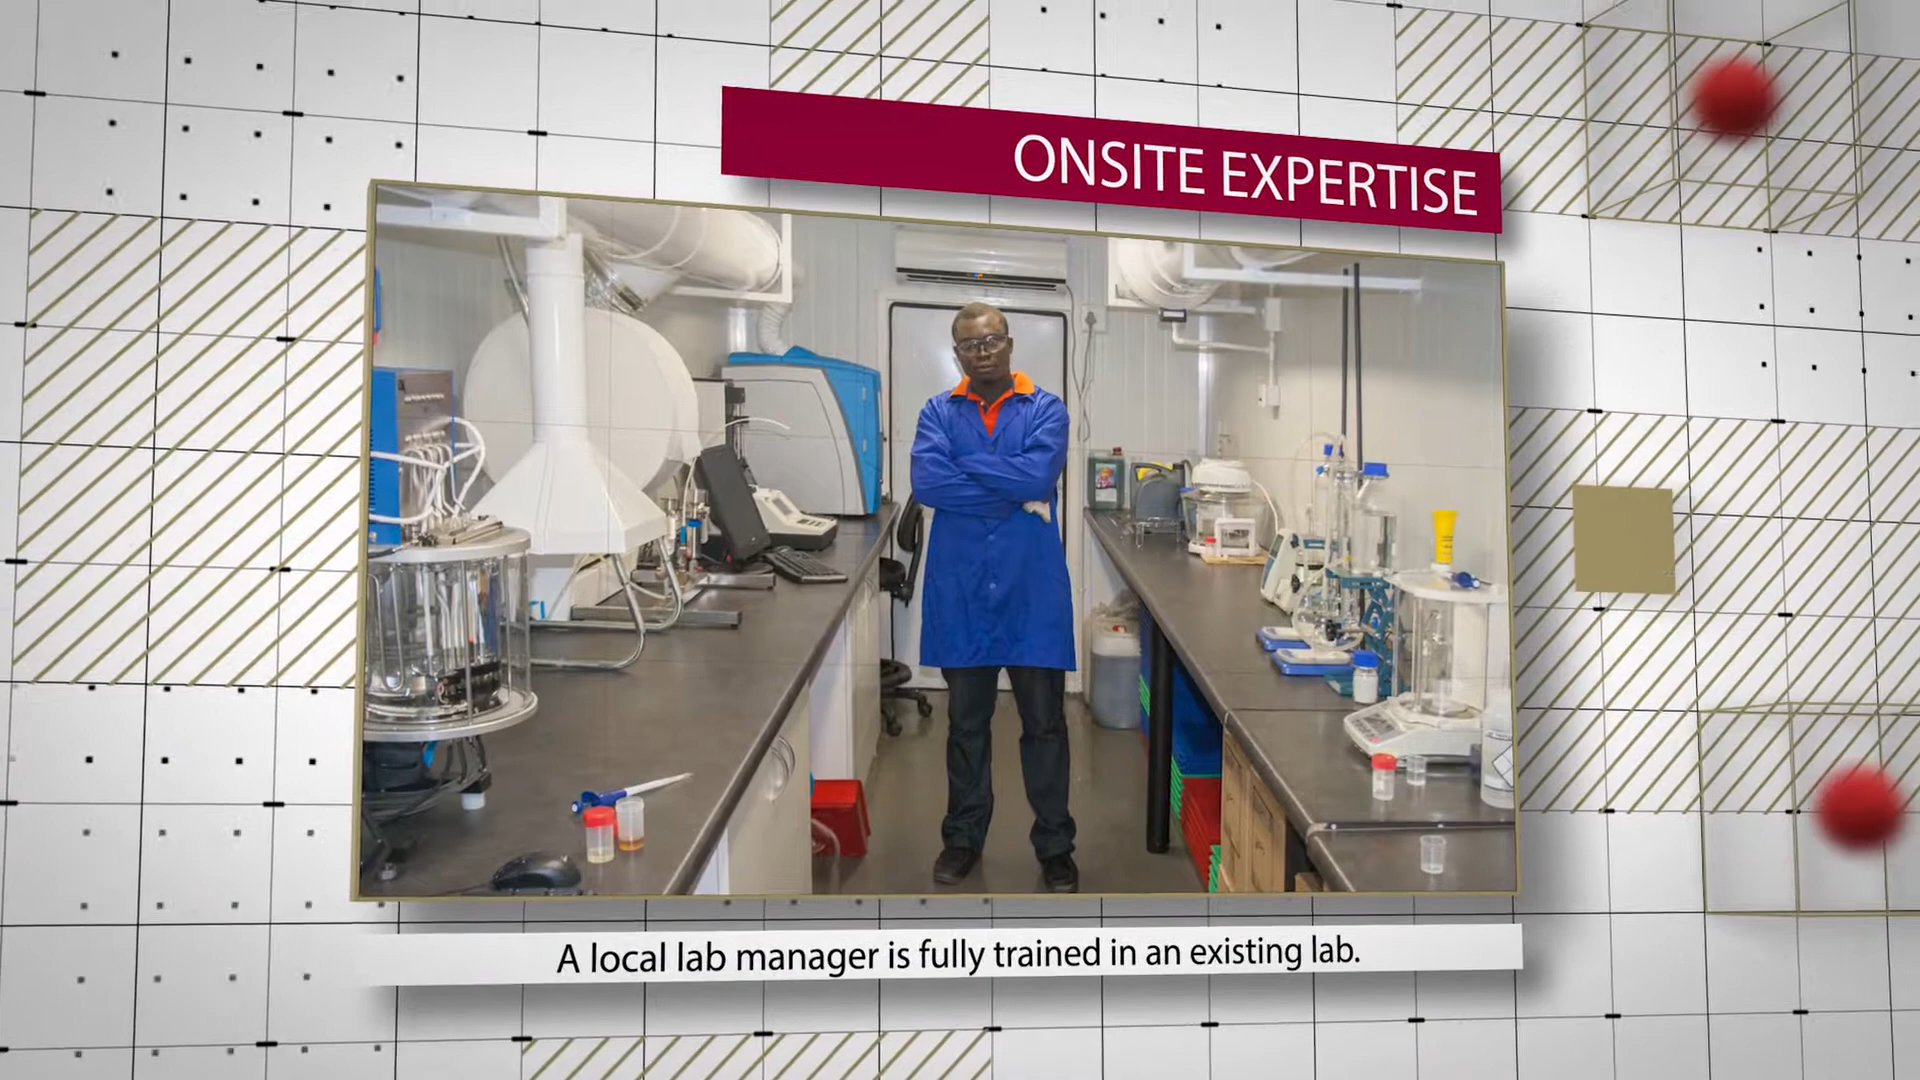 ONSITE EXPERTISE
A local lab manager is fully trained in an existing lab.